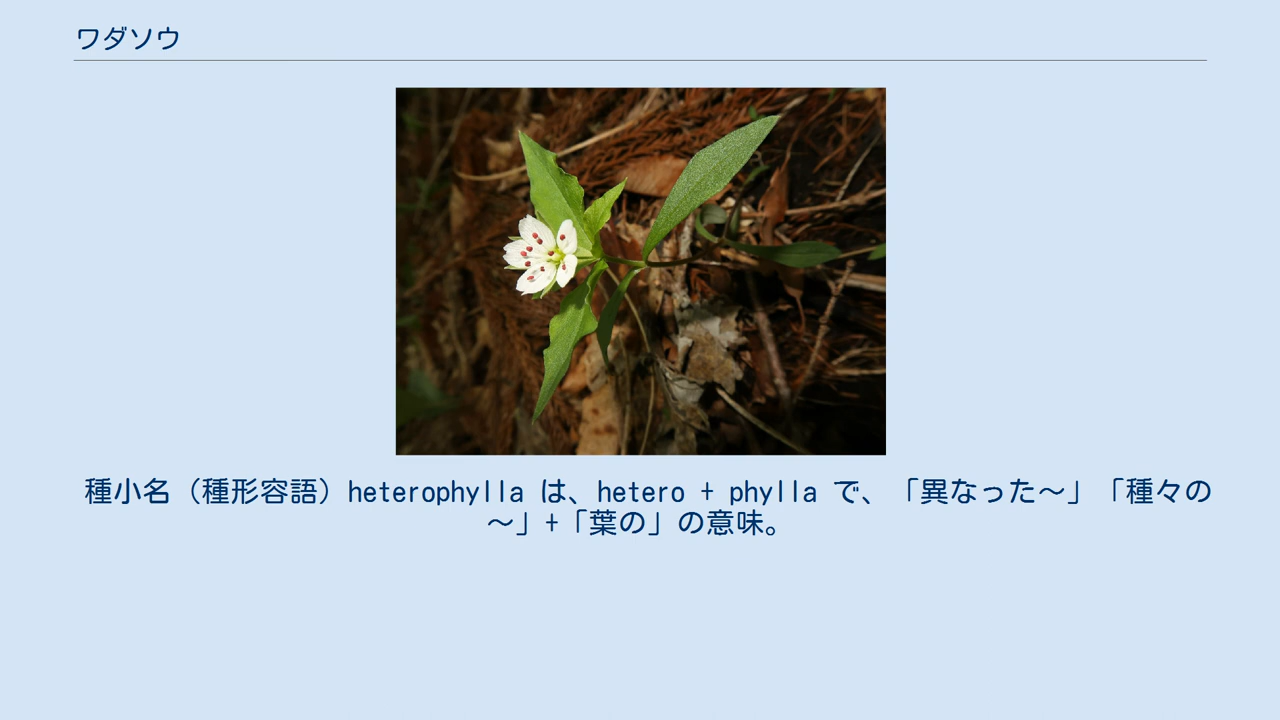 ワダソウ
種小名（種形容語）heterophylla は、hetero + phylla で、「異なった～」「種々の
～」+「葉の」の意味。